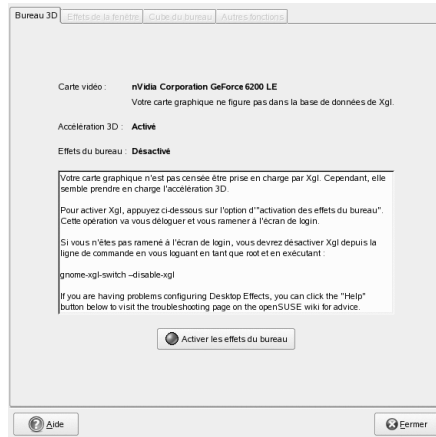 Bureau 3D Effets de la fenêtre Cube du bureau Autres fonctions
Carte vidéo : nVidia Corporation GeForce 6200 LE
Votre carte graphique ne figure pas dans la base de données de Xgl.
Accélération 3D : Activé
Effets du bureau : Désactivé
Votre carte graphique n'est pas censée être prise en charge par Xgl. Cependant, elle
semble prendre en charge l'accélération 3D.
Pour activer Xgl, appuyez ci-dessous sur l'option d'"activation des effets du bureau".
Cette opération va vous déloguer et vous ramener à l'écran de login.
Si vous n'êtes pas ramené à l'écran de login, vous devrez désactiver Xgl depuis la
ligne de commande en vous loguant en tant que root et en exécutant :
gnome-xgl-switch --disable-xgl
If you are having problems configuring Desktop Effects, you can click the "Help"
button below to visit the troubleshooting page on the openSUSE wiki for advice.
Activer les effets du bureau
Aide Fermer